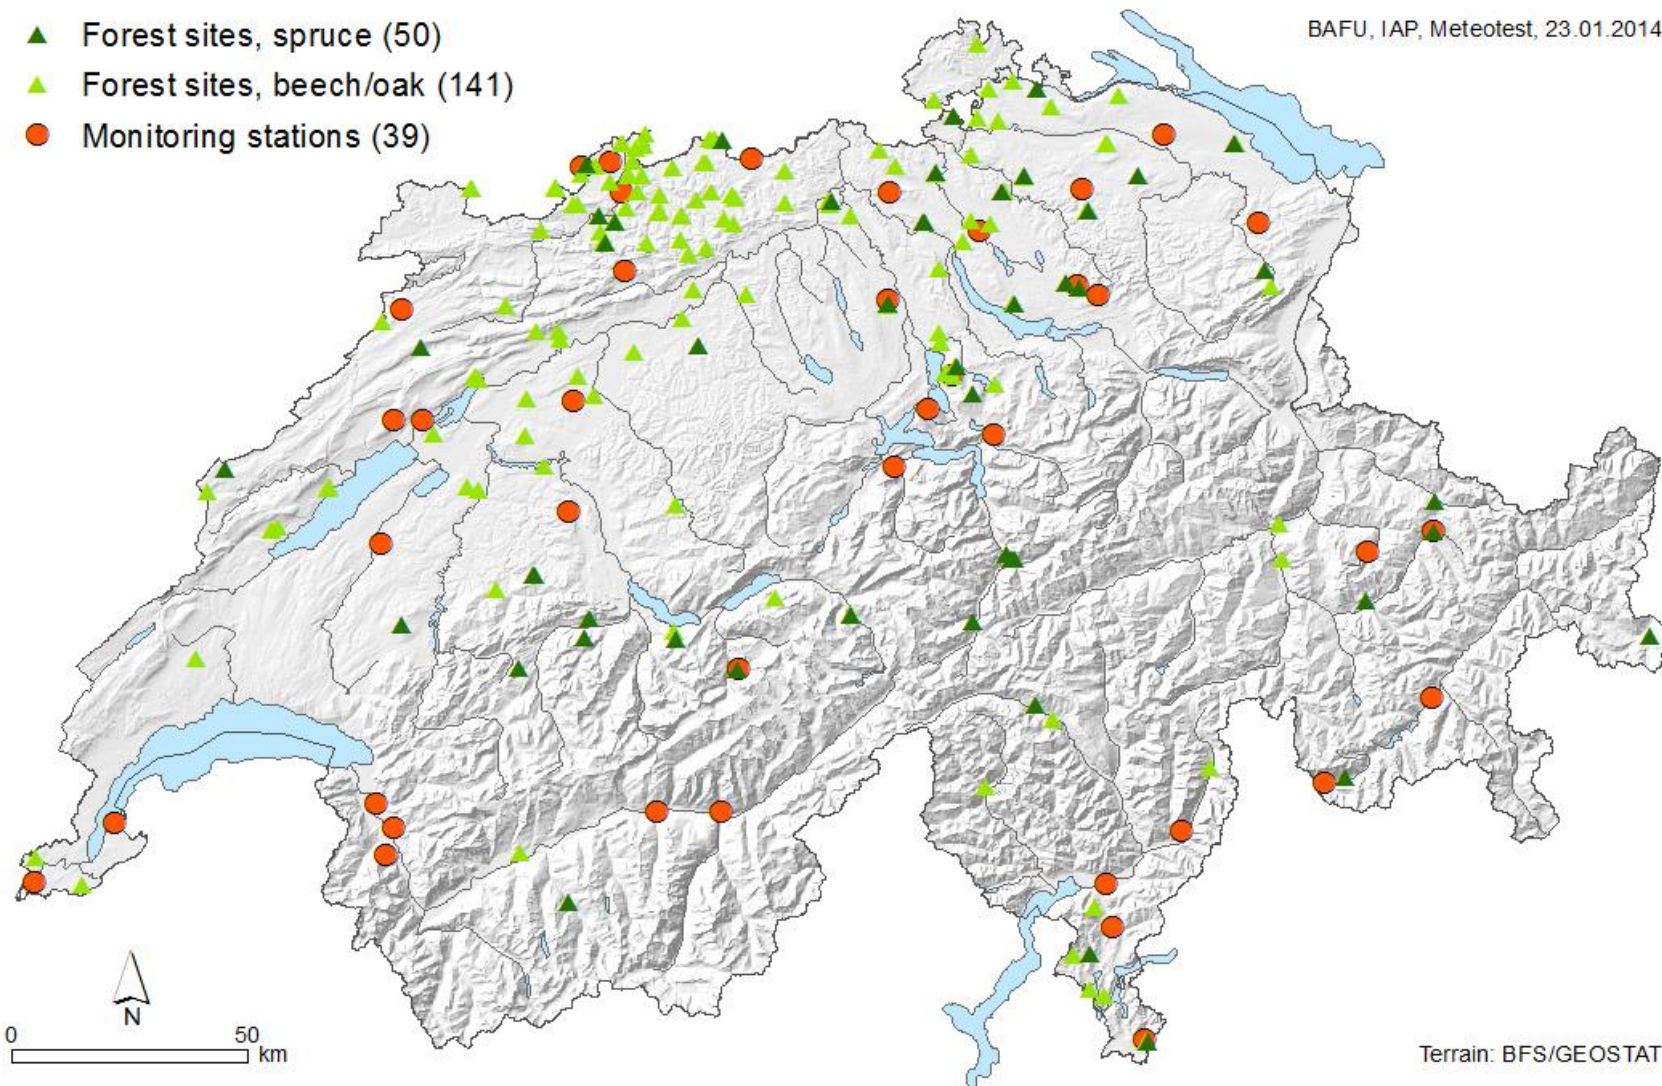 Forest sites, spruce (50)
BAFU, IAP, Meteotest, 23.01.2014
Forest sites, beech/oak (141)
Monitoring stations (39)
N
0 50
km
Terrain: BFS/GEOSTAT